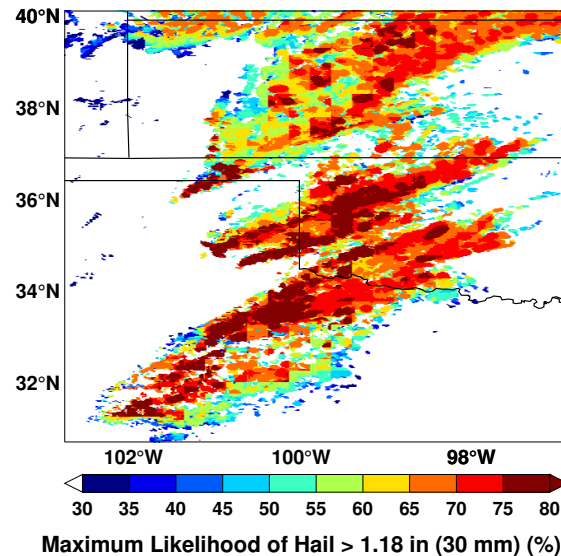 40°N
38°N
36°N
34°N
32°N
102°W 100°W 98°W
30 35 40 45 50 55 60 65 70 75 80
Maximum Likelihood of Hail > 1.18 in (30 mm) (%)